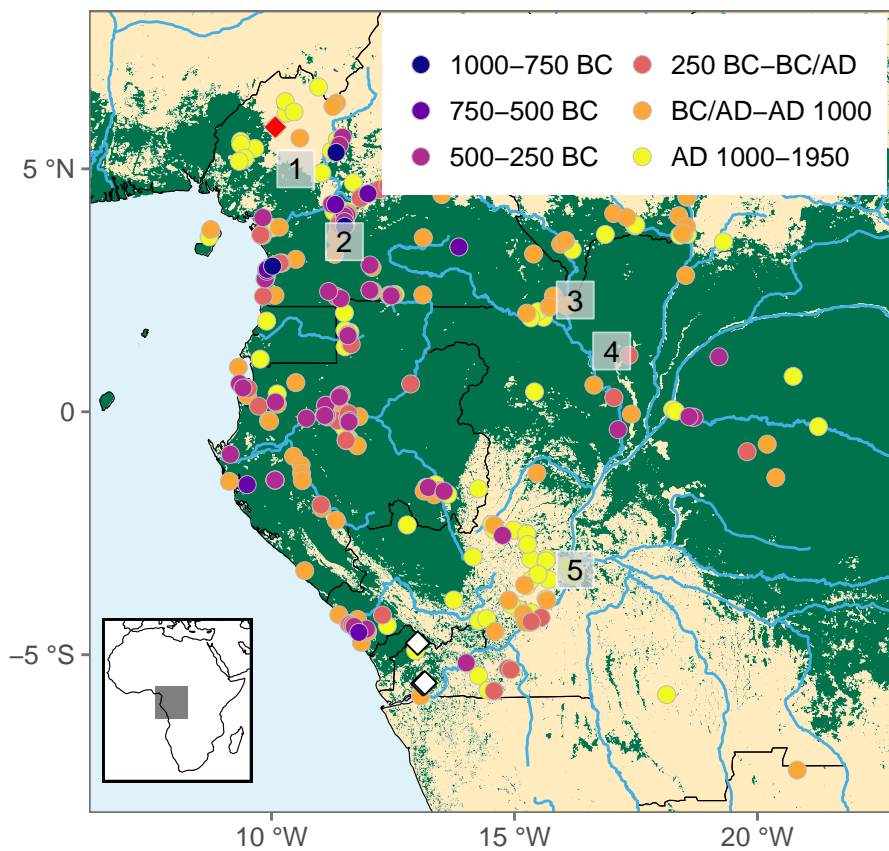 1000–750 BC
250 BC–BC/AD
750–500 BC
BC/AD–AD 1000
500–250 BC
AD 1000–1950
5 °N
1
2
3
4
0
5
–5 °S
10 °W
15 °W
20 °W